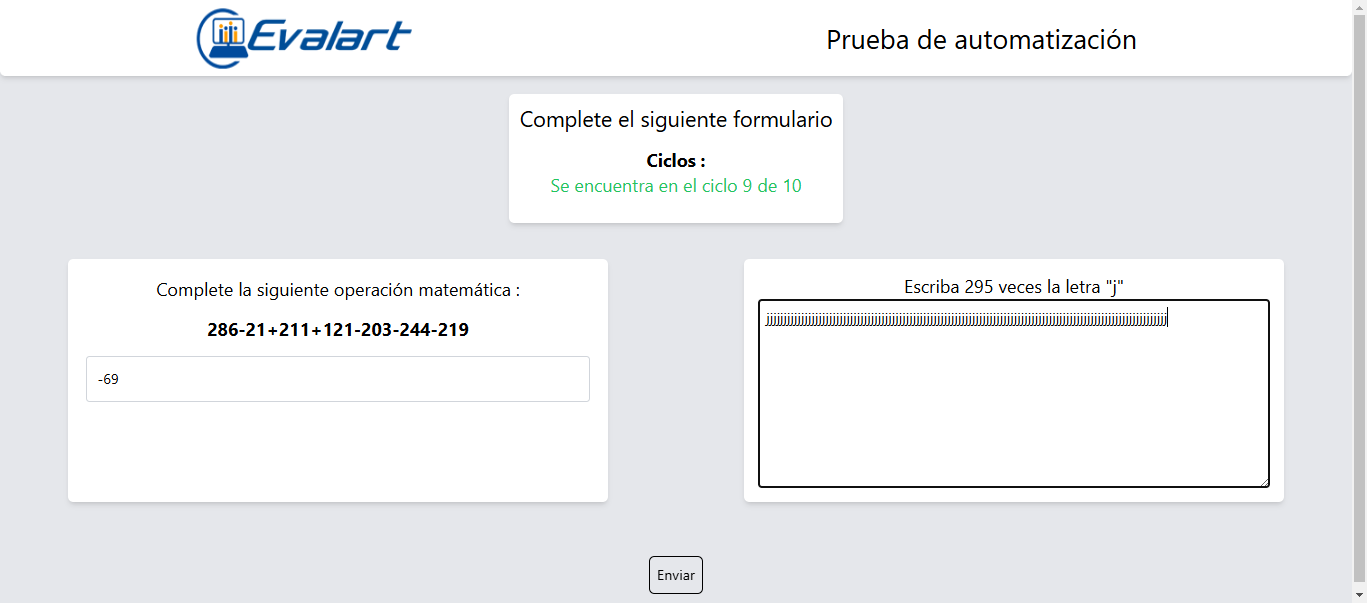 Evalart
Prueba de automatización
Complete el siguiente formulario
Ciclos :
Se encuentra en el ciclo 9 de 10
Complete la siguiente operación matemática :
286-21+211+121-203-244-219
-69
Escriba 295 veces la letra "j"
Enviar